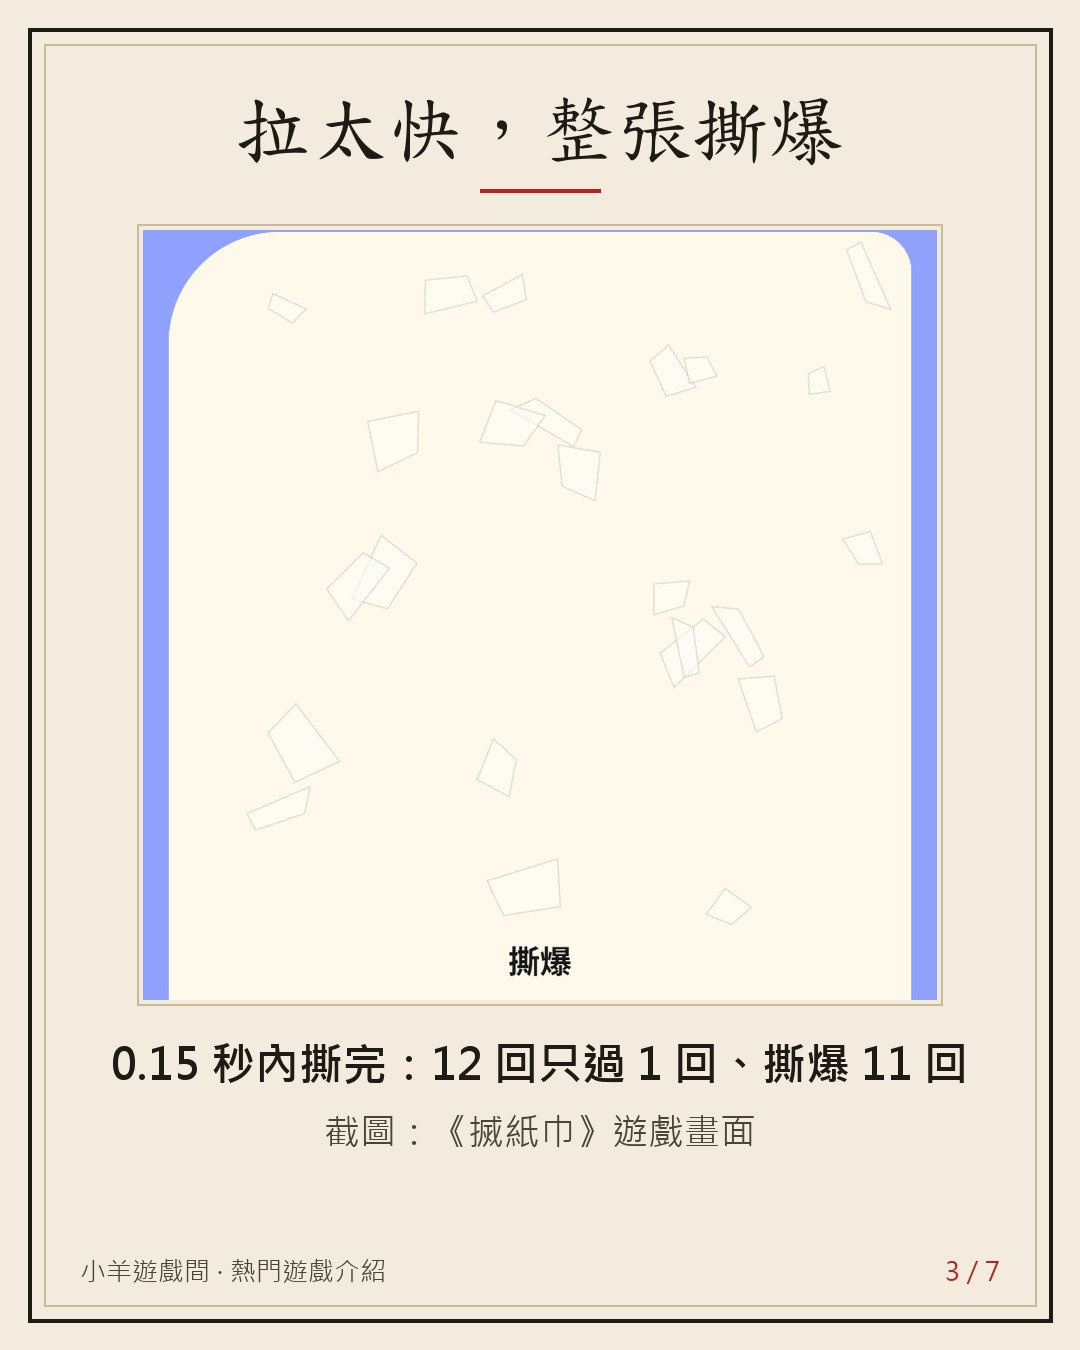 拉太快，整張撕爆
撕爆
0.15 秒內撕完：12 回只過 1 回、撕爆 11 回
截圖：《搣紙巾》遊戲畫面
小羊遊戲間 · 熱門遊戲介紹
3 / 7